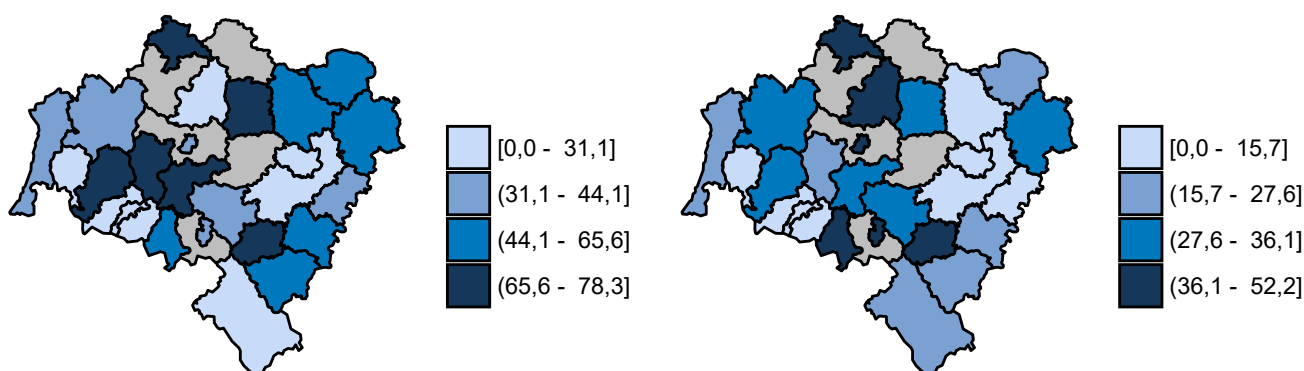 [0,0 - 31,1]
(31,1 - 44,1]
(44,1 - 65,6]
(65,6 - 78,3]
[0,0 - 15,7]
(15,7 - 27,6]
(27,6 - 36,1]
(36,1 - 52,2]